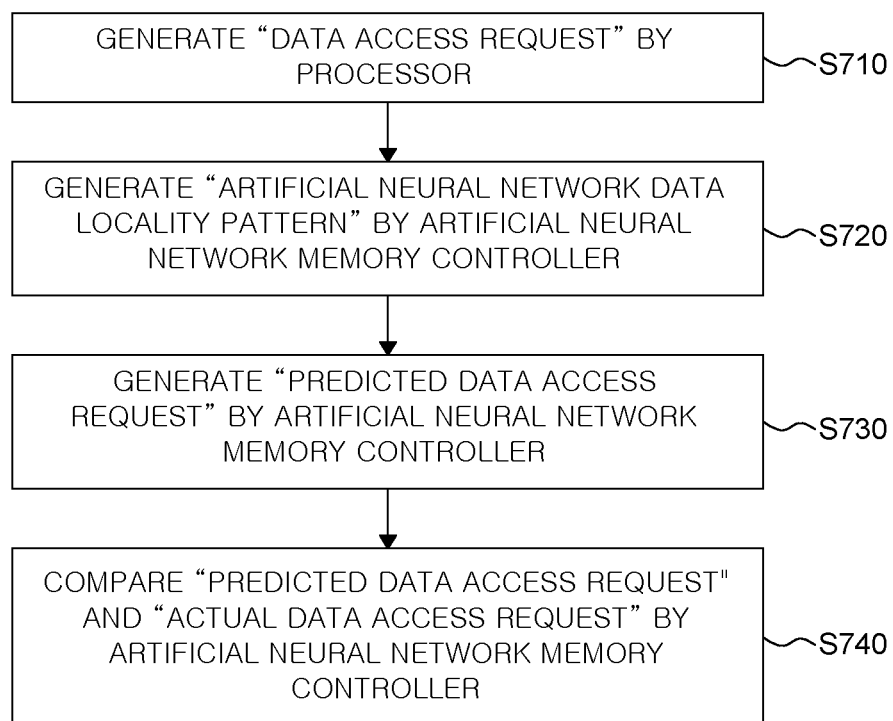 GENERATE “DATA ACCESS REQUEST” BY
PROCESSOR
S710
GENERATE “ARTIFICIAL NEURAL NETWORK DATA
LOCALITY PATTERN” BY ARTIFICIAL NEURAL
NETWORK MEMORY CONTROLLER
S720
GENERATE “PREDICTED DATA ACCESS
REQUEST” BY ARTIFICIAL NEURAL NETWORK
MEMORY CONTROLLER
S730
COMPARE “PREDICTED DATA ACCESS REQUEST"
AND “ACTUAL DATA ACCESS REQUEST” BY
ARTIFICIAL NEURAL NETWORK MEMORY
CONTROLLER
S740